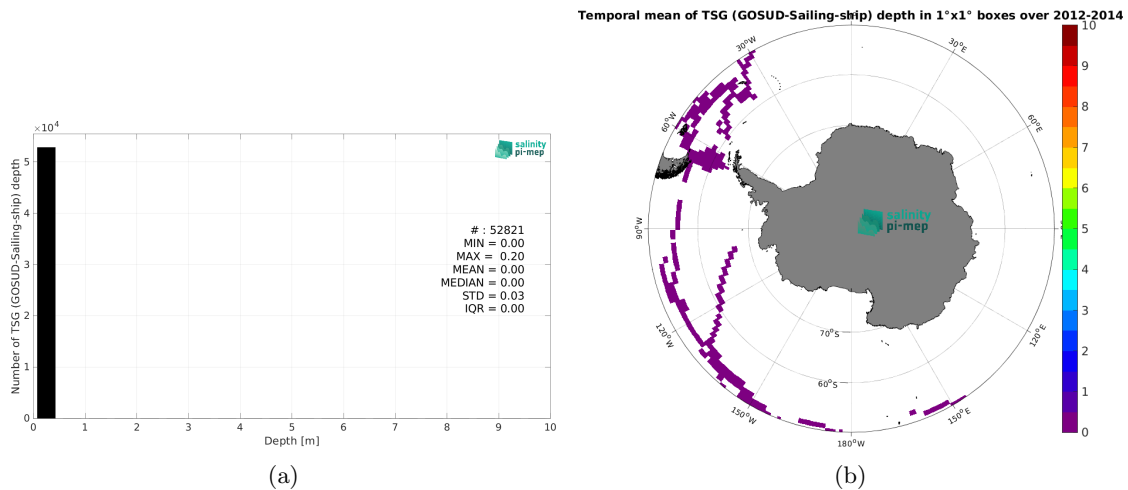 ×10⁴
5
4
3
2
1
0
Number of TSG (GOSUD-Sailing-ship) depth
salinity
pi-mep
# : 52821
MIN = 0.00
MAX = 0.20
MEAN = 0.00
MEDIAN = 0.00
STD = 0.03
IQR = 0.00
0 1 2 3 4 5 6 7 8 9 10
Depth [m]
(a)
Temporal mean of TSG (GOSUD-Sailing-ship) depth in 1°x1° boxes over 2012-2014
30°W
30°E
60°W
60°E
90°W
120°W
120°E
150°W
150°E
180°W
70°S
60°S
salinity
pi-mep
10
9
8
7
6
5
4
3
2
1
0
(b)